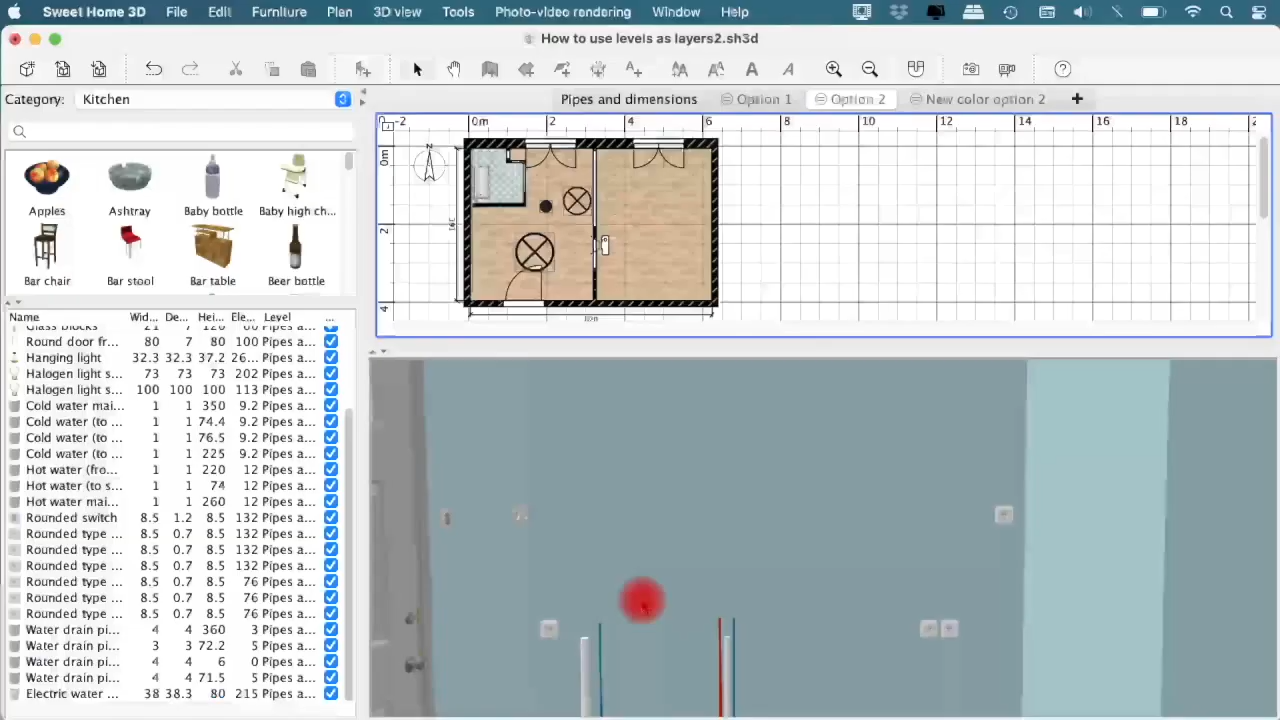 Sweet Home 3D File Edit Furniture Plan 3D view Tools Photo-video rendering Window Help
How to use levels as layers2.sh3d
Category: Kitchen
Pipes and dimensions Option 1 Option 2 New color option 2
-2 0m 2 4 6 8 10 12 14 16 18
0m
2
4
N
Apples Ashtray Baby bottle Baby high ch...
Bar chair Bar stool Bar table Beer bottle
Name Wid... De... Hei... Ele... Level ...
Glass blocks 21 7 120 60 Pipes a...
Round door fr... 80 7 80 100 Pipes a...
Hanging light 32.3 32.3 37.2 26... Pipes a...
Halogen light s... 73 73 73 202 Pipes a...
Halogen light s... 100 100 100 113 Pipes a...
Cold water mai... 1 1 350 9.2 Pipes a...
Cold water (to ... 1 1 74.4 9.2 Pipes a...
Cold water (to ... 1 1 76.5 9.2 Pipes a...
Cold water (to ... 1 1 225 9.2 Pipes a...
Hot water (fro... 1 1 220 12 Pipes a...
Hot water (to s... 1 1 74 12 Pipes a...
Hot water mai... 1 1 260 12 Pipes a...
Rounded switch 8.5 1.2 8.5 132 Pipes a...
Rounded type ... 8.5 0.7 8.5 132 Pipes a...
Rounded type ... 8.5 0.7 8.5 132 Pipes a...
Rounded type ... 8.5 0.7 8.5 132 Pipes a...
Rounded type ... 8.5 0.7 8.5 76 Pipes a...
Rounded type ... 8.5 0.7 8.5 76 Pipes a...
Rounded type ... 8.5 0.7 8.5 76 Pipes a...
Water drain pi... 4 4 360 3 Pipes a...
Water drain pi... 3 3 72.2 5 Pipes a...
Water drain pi... 4 4 6 0 Pipes a...
Water drain pi... 4 4 71.5 5 Pipes a...
Electric water ... 38 38.3 80 215 Pipes a...